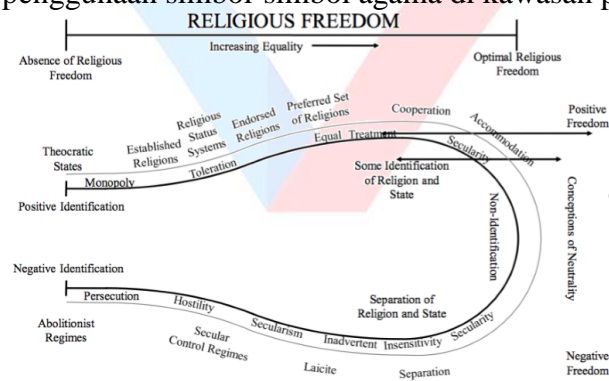 penggunaan simbol-simbol agama di kawasan p
RELIGIOUS FREEDOM
Increasing Equality
Absence of Religious
Freedom
Optimal Religious
Freedom
Theocratic
States
Established
Religions
Religious
Status
Systems
Endorsed
Religions
Preferred Set
of Religions
Cooperation
Accommodation
Positive
Freedom
Monopoly
Toleration
Equal Treatment
Secularity
Positive Identification
Some Identification
of Religion and
State
Non-Identification
Conceptions of Neutrality
Negative Identification
Persecution
Hostility
Secularism
Inadvertent Insensitivity
Secularity
Separation of
Religion and State
Abolitionist
Regimes
Secular
Control Regimes
Laicite
Separation
Negative
Freedom